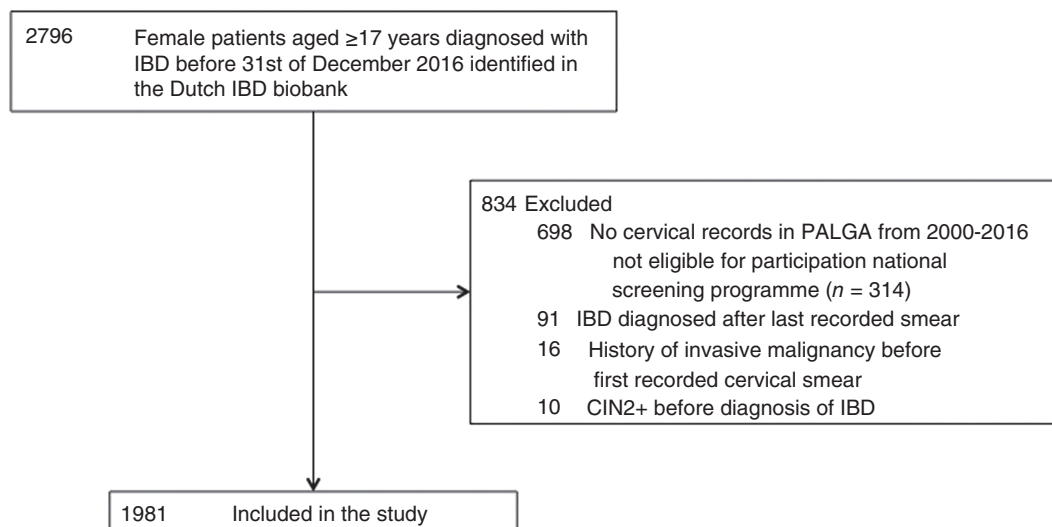 2796 Female patients aged ≥17 years diagnosed with
IBD before 31st of December 2016 identified in
the Dutch IBD biobank
834 Excluded
698 No cervical records in PALGA from 2000-2016
not eligible for participation national
screening programme (n = 314)
91 IBD diagnosed after last recorded smear
16 History of invasive malignancy before
first recorded cervical smear
10 CIN2+ before diagnosis of IBD
1981 Included in the study